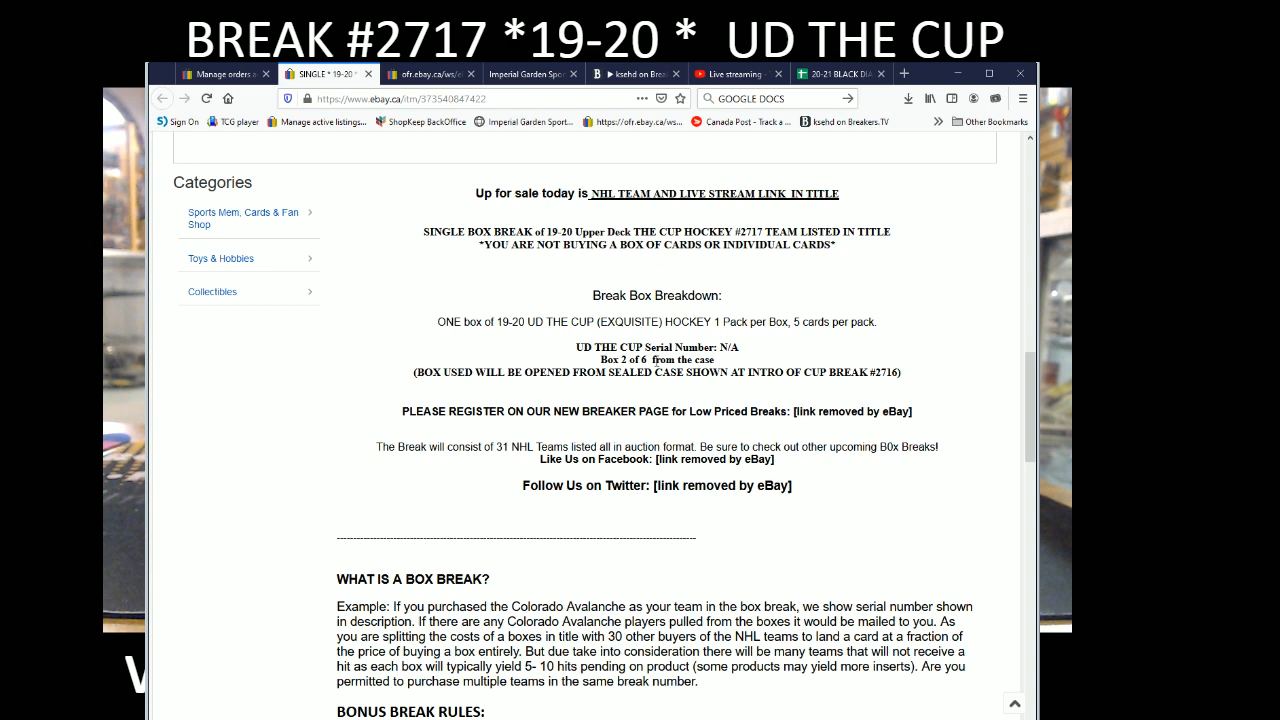 BREAK #2717 *19-20 * UD THE CUP
Manage orders a
SINGLE * 19-20 *
ofr.ebay.ca/ws/e
Imperial Garden Spor
ksehd on Brea
Live streaming -
20-21 BLACK DIA
https://www.ebay.ca/itm/373540847422
GOOGLE DOCS
Sign On
TCG player
Manage active listings...
ShopKeep BackOffice
Imperial Garden Sport...
https://ofr.ebay.ca/ws...
Canada Post - Track a ...
ksehd on Breakers.TV
Other Bookmarks
Categories
Sports Mem, Cards & Fan
Shop
Toys & Hobbies
Collectibles
Up for sale today is NHL TEAM AND LIVE STREAM LINK IN TITLE
SINGLE BOX BREAK of 19-20 Upper Deck THE CUP HOCKEY #2717 TEAM LISTED IN TITLE
*YOU ARE NOT BUYING A BOX OF CARDS OR INDIVIDUAL CARDS*
Break Box Breakdown:
ONE box of 19-20 UD THE CUP (EXQUISITE) HOCKEY 1 Pack per Box, 5 cards per pack.
UD THE CUP Serial Number: N/A
Box 2 of 6 from the case
(BOX USED WILL BE OPENED FROM SEALED CASE SHOWN AT INTRO OF CUP BREAK #2716)
PLEASE REGISTER ON OUR NEW BREAKER PAGE for Low Priced Breaks: [link removed by eBay]
The Break will consist of 31 NHL Teams listed all in auction format. Be sure to check out other upcoming B0x Breaks!
Like Us on Facebook: [link removed by eBay]
Follow Us on Twitter: [link removed by eBay]
--------------------------------------------------------------------------------------------------------
WHAT IS A BOX BREAK?
Example: If you purchased the Colorado Avalanche as your team in the box break, we show serial number shown
in description. If there are any Colorado Avalanche players pulled from the boxes it would be mailed to you. As
you are splitting the costs of a boxes in title with 30 other buyers of the NHL teams to land a card at a fraction of
the price of buying a box entirely. But due take into consideration there will be many teams that will not receive a
hit as each box will typically yield 5- 10 hits pending on product (some products may yield more inserts). Are you
permitted to purchase multiple teams in the same break number.
BONUS BREAK RULES: